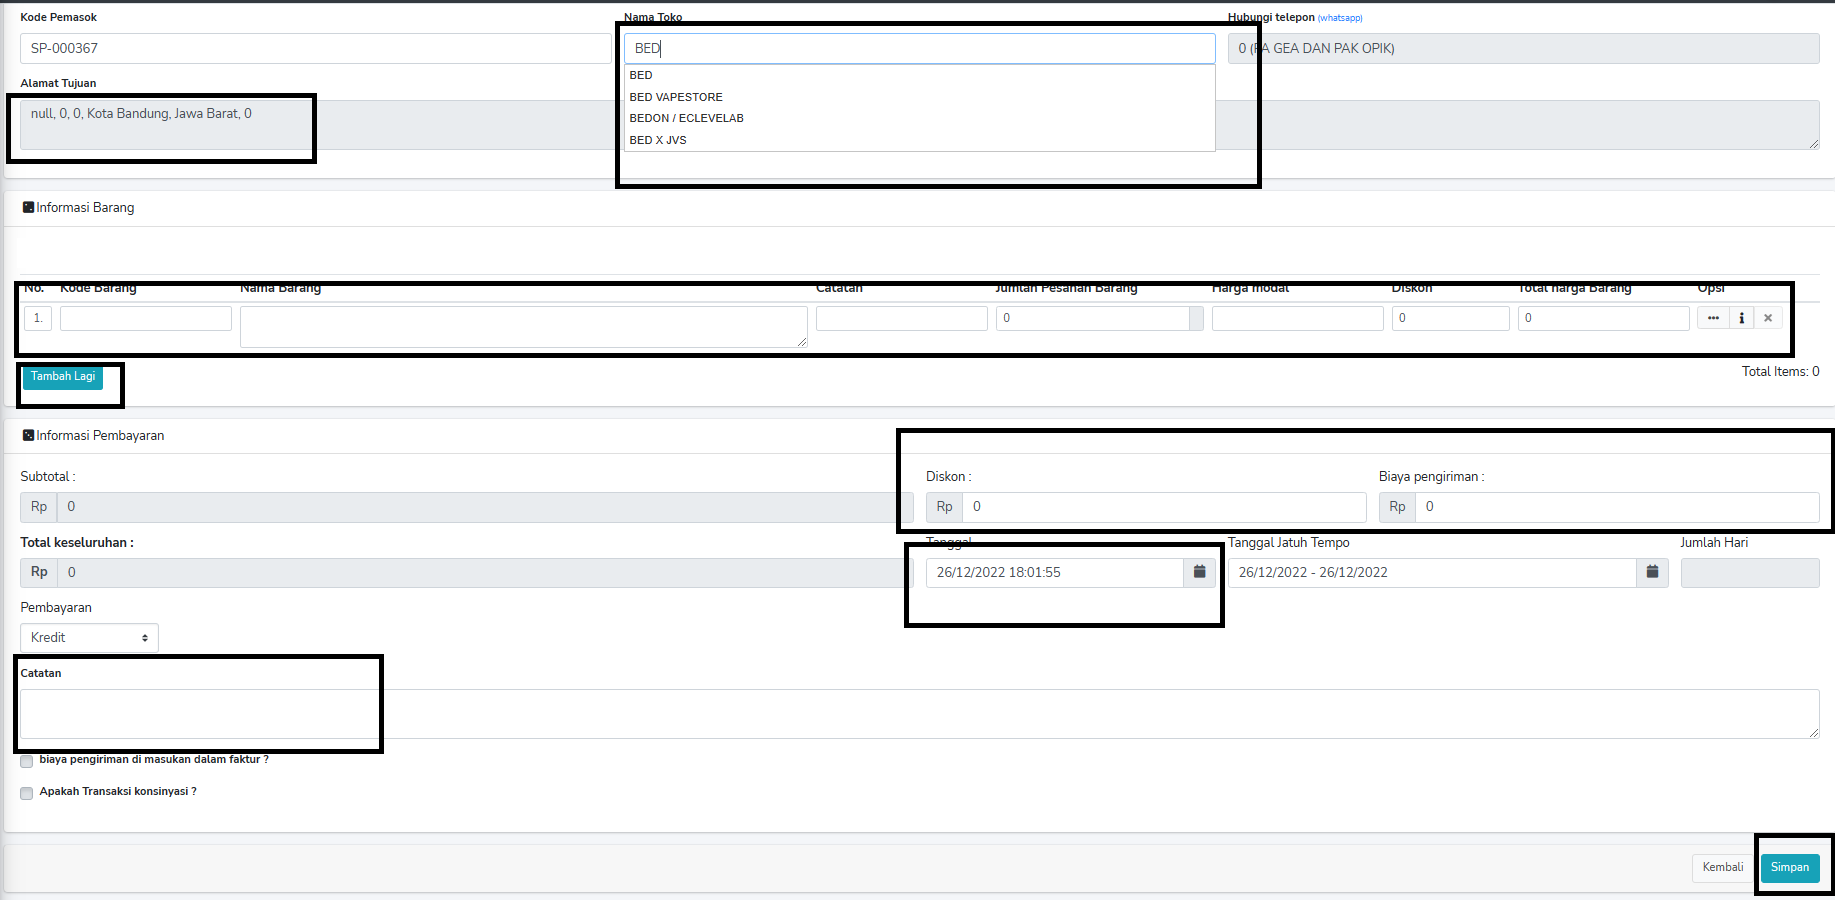 Kode Pemasok
SP-000367
Nama Toko
BED
BED
BED VAPESTORE
BEDON / ECLEVELAB
BED X JVS
Hubungi telepon (whatsapp)
0 (PA GEA DAN PAK OPIK)
Alamat Tujuan
null, 0, 0, Kota Bandung, Jawa Barat, 0
Informasi Barang
No. Kode Barang Nama Barang Catatan Jumlah Pesanan Barang Harga modal Diskon Total harga Barang Opsi
1. 0 0 0
Tambah Lagi
Total Items: 0
Informasi Pembayaran
Subtotal :
Rp 0
Diskon :
Rp 0
Biaya pengiriman :
Rp 0
Total keseluruhan :
Rp 0
Tanggal
26/12/2022 18:01:55
Tanggal Jatuh Tempo
26/12/2022 - 26/12/2022
Jumlah Hari
Pembayaran
Kredit
Catatan
biaya pengiriman di masukan dalam faktur ?
Apakah Transaksi konsinyasi ?
Kembali
Simpan